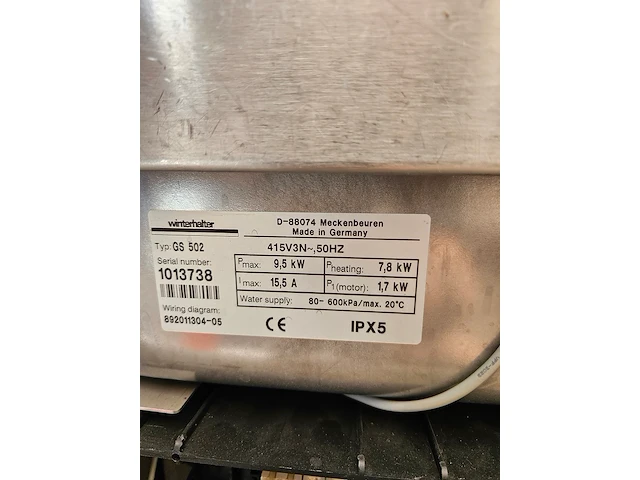 winterhalter
D-88074 Meckenbeuren
Made in Germany
Typ: GS 502
415V3N~,50HZ
Serial number:
1013738
Pmax: 9,5 kW
Pheating: 7,8 kW
Imax: 15,5 A
P1(motor): 1,7 kW
Water supply: 80- 600kPa/max. 20°C
Wiring diagram:
892011304-05
CE IPX5